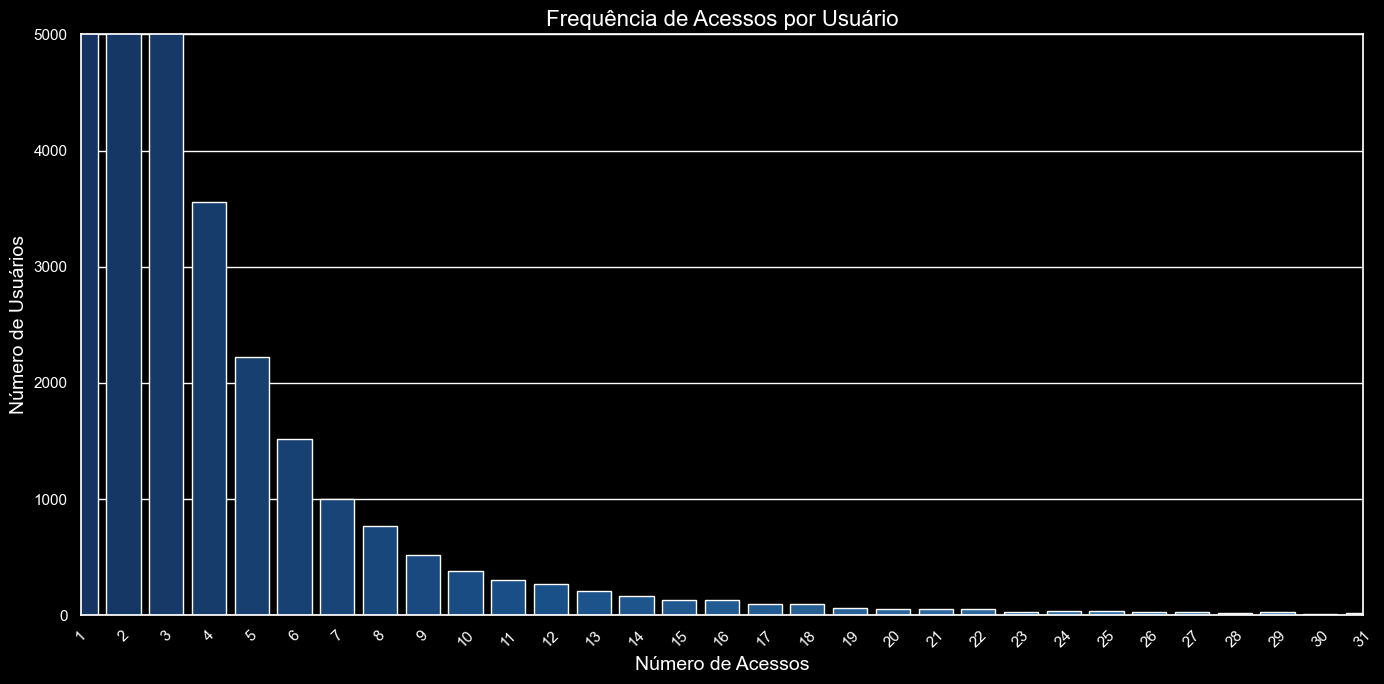 Frequência de Acessos por Usuário
5000
4000
3000
2000
1000
0
Número de Usuários
1 2 3 4 5 6 7 8 9 10 11 12 13 14 15 16 17 18 19 20 21 22 23 24 25 26 27 28 29 30 31
Número de Acessos